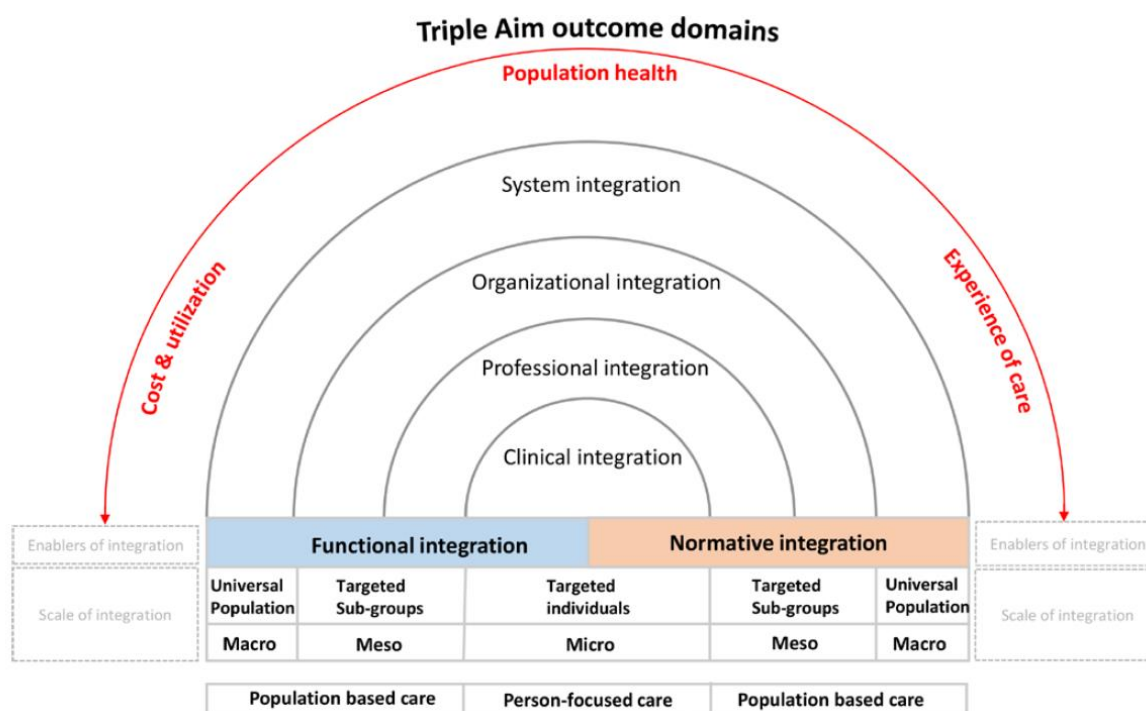 Triple Aim outcome domains
Population health
Cost & utilization
Experience of care
System integration
Organizational integration
Professional integration
Clinical integration
Enablers of integration
Functional integration
Normative integration
Enablers of integration
Scale of integration
Universal
Population
Targeted
Sub-groups
Targeted
individuals
Targeted
Sub-groups
Universal
Population
Scale of integration
Macro
Meso
Micro
Meso
Macro
Population based care
Person-focused care
Population based care